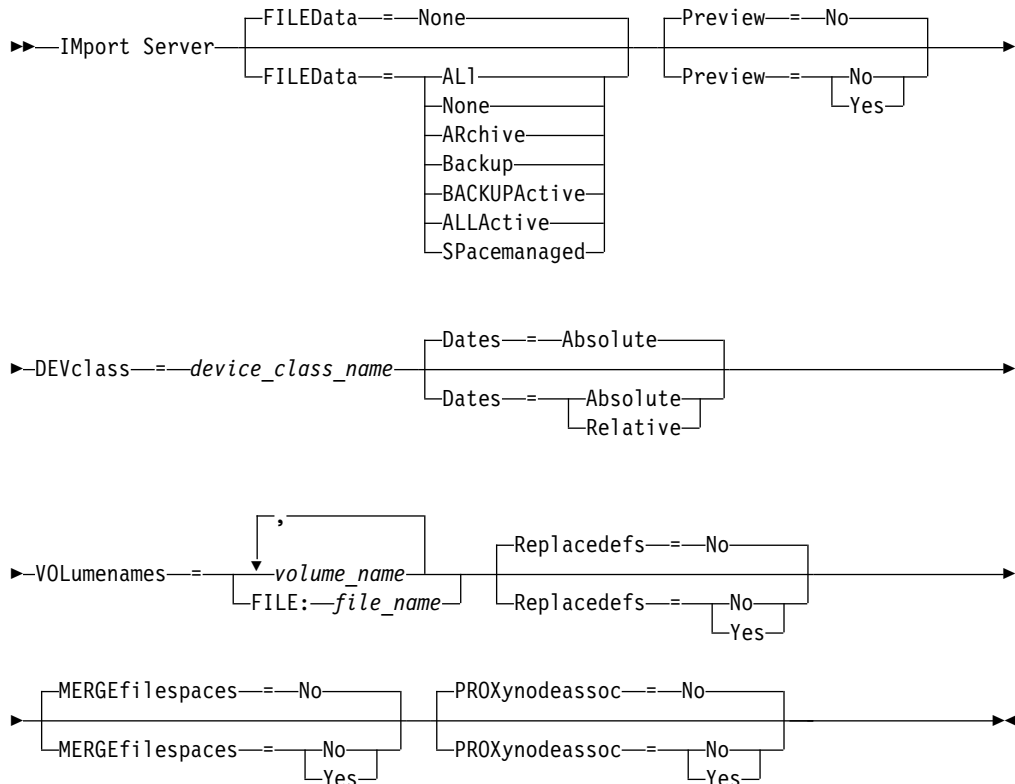 FILEData = None Preview = No
IMport Server
FILEData = ALl Preview = No
None Yes
ARchive
Backup
BACKUPActive
ALLActive
SPacemanaged
Dates = Absolute
DEVclass = device_class_name
Dates = Absolute
Relative
,
Replacedefs = No
VOLumenames = volume_name
FILE: file_name Replacedefs = No
Yes
MERGEfilespaces = No PROXynodeassoc = No
MERGEfilespaces = No PROXynodeassoc = No
Yes Yes